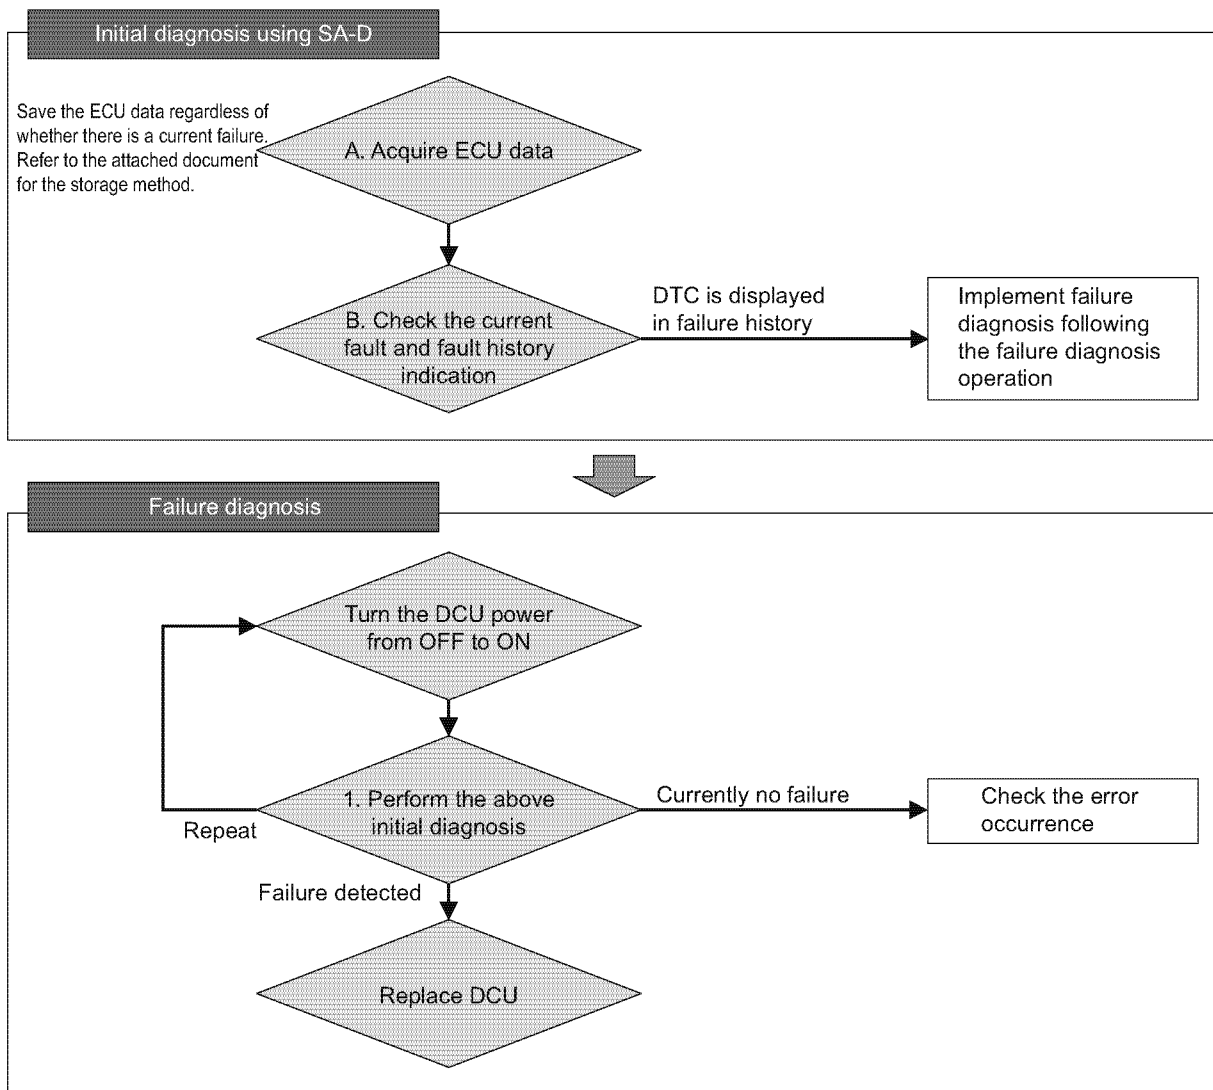 Initial diagnosis using SA-D
Save the ECU data regardless of
whether there is a current failure.
Refer to the attached document
for the storage method.
A. Acquire ECU data
B. Check the current
fault and fault history
indication
DTC is displayed
in failure history
Implement failure
diagnosis following
the failure diagnosis
operation
Failure diagnosis
Turn the DCU power
from OFF to ON
1. Perform the above
initial diagnosis
Repeat
Currently no failure
Check the error
occurrence
Failure detected
Replace DCU